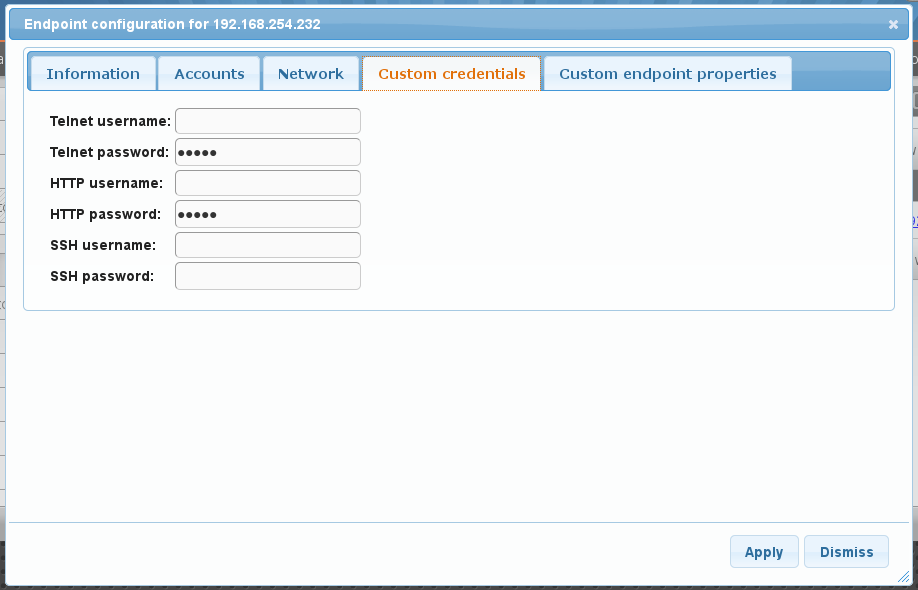 Endpoint configuration for 192.168.254.232
Information Accounts Network Custom credentials Custom endpoint properties
Telnet username:
Telnet password: •••••
HTTP username:
HTTP password: •••••
SSH username:
SSH password:
Apply Dismiss